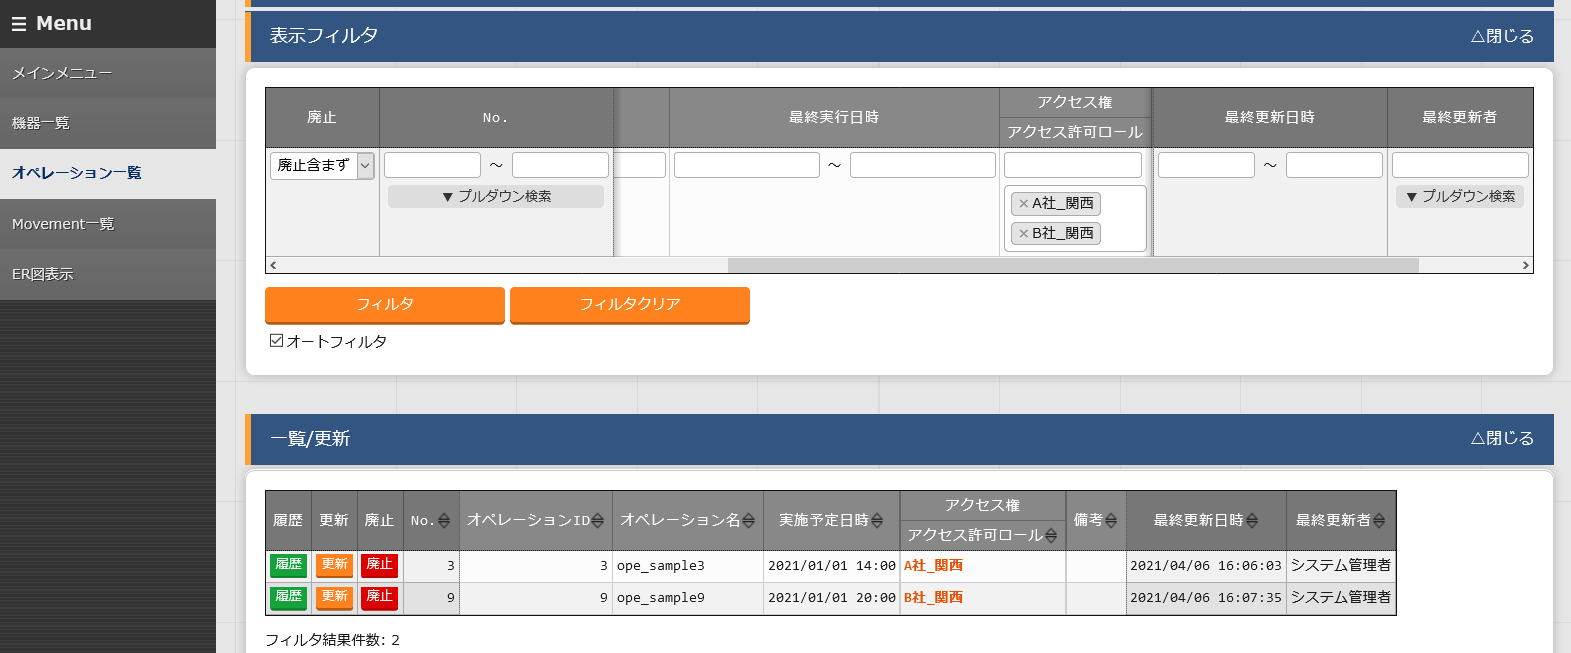 ☰ Menu
メインメニュー
機器一覧
オペレーション一覧
Movement一覧
ER図表示
表示フィルタ
△閉じる
廃止
No.
最終実行日時
アクセス権
アクセス許可ロール
最終更新日時
最終更新者
廃止含まず
～
～
～
▼ プルダウン検索
×A社_関西
×B社_関西
▼ プルダウン検索
フィルタ
フィルタクリア
オートフィルタ
一覧/更新
△閉じる
履歴 更新 廃止 No. オペレーションID オペレーション名 実施予定日時 アクセス権 備考 最終更新日時 最終更新者
アクセス許可ロール
履歴 更新 廃止 3 3 ope_sample3 2021/01/01 14:00 A社_関西 2021/04/06 16:06:03 システム管理者
履歴 更新 廃止 9 9 ope_sample9 2021/01/01 20:00 B社_関西 2021/04/06 16:07:35 システム管理者
フィルタ結果件数: 2